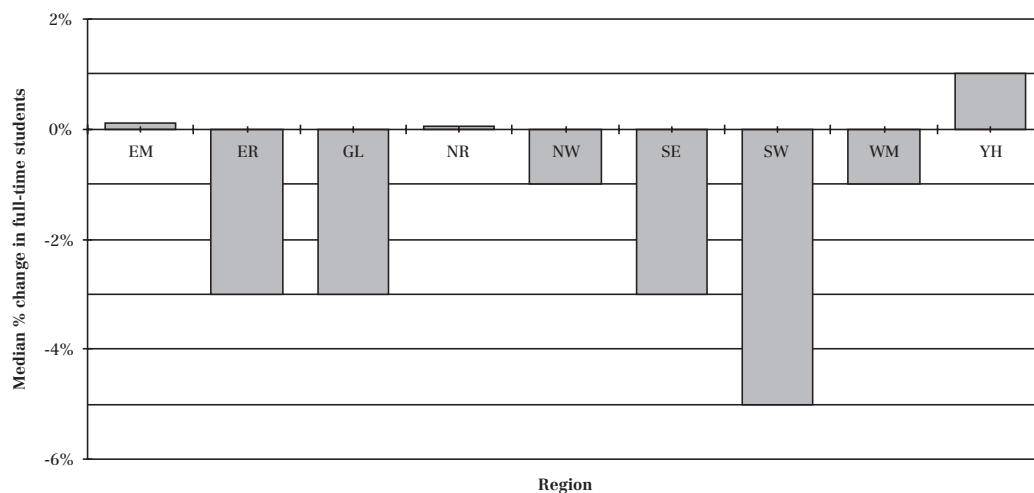 Median % change in full-time students
2%
0%
-2%
-4%
-6%
EM ER GL NR NW SE SW WM YH
Region